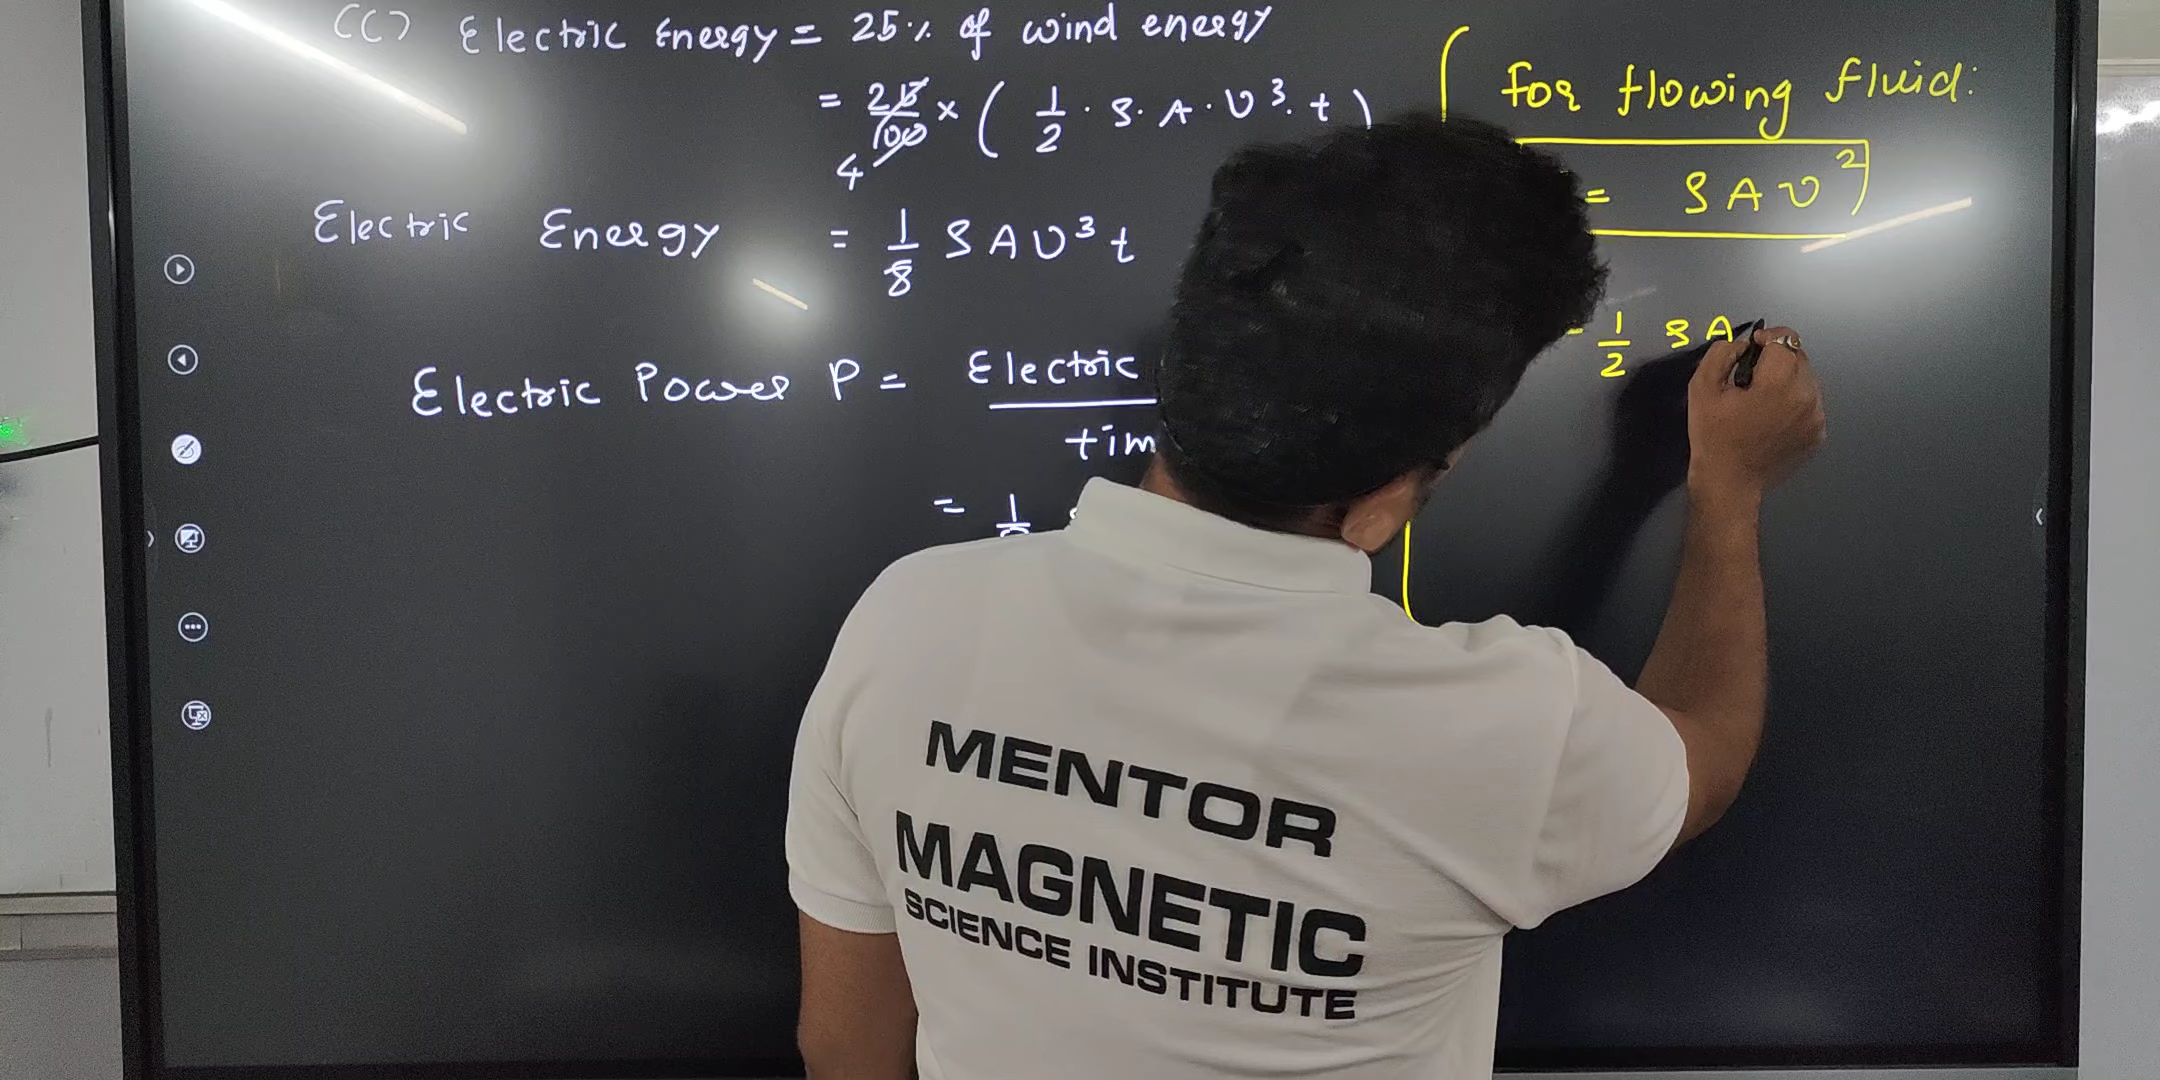 (C) Electric Energy = 25% of wind energy
= 25/100 × ( 1/2 · ρ · A · v³ · t )
4
Electric Energy = 1/8 ρ A v³ t
Electric Power P = Electric
tim
= 1/8
For flowing fluid:
= ρ A v²
= 1/2 ρ A
MENTOR
MAGNETIC
SCIENCE INSTITUTE